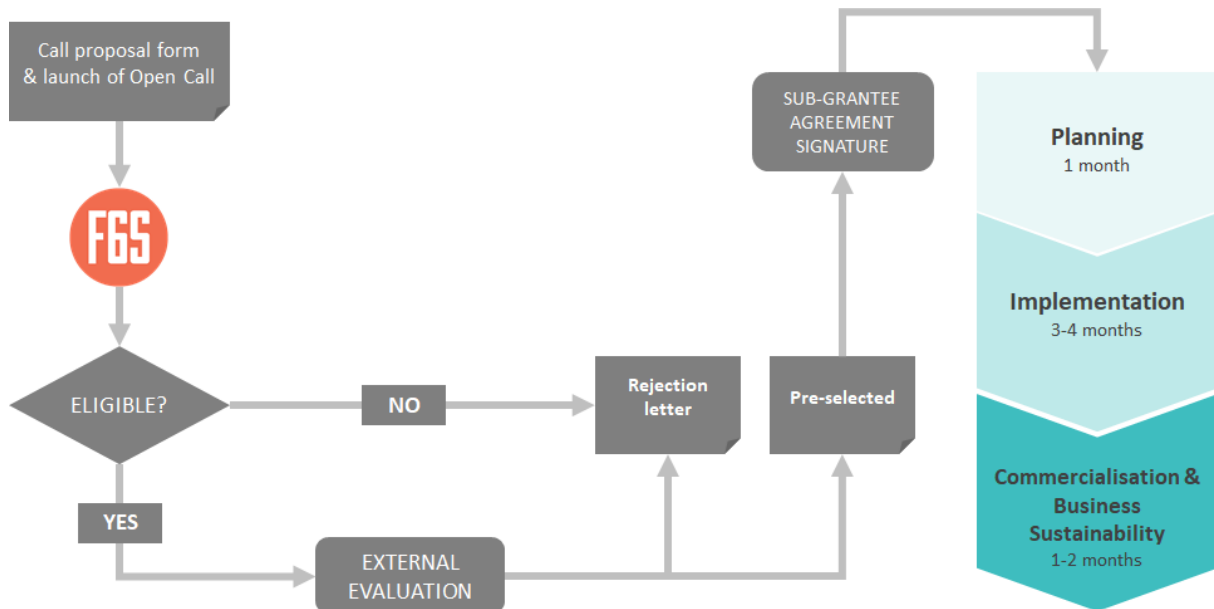 Call proposal form
& launch of Open Call
F6S
ELIGIBLE?
NO
YES
EXTERNAL
EVALUATION
Rejection
letter
Pre-selected
SUB-GRANTEE
AGREEMENT
SIGNATURE
Planning
1 month
Implementation
3-4 months
Commercialisation &
Business
Sustainability
1-2 months